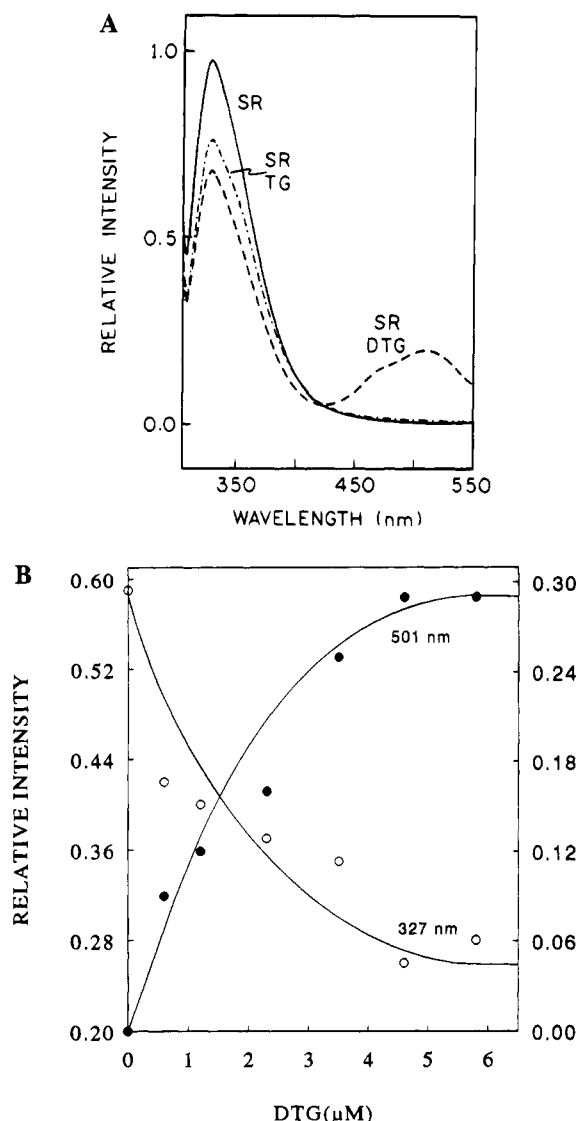 A
1.0
0.5
0.0
RELATIVE INTENSITY
SR
SR
TG
SR
DTG
350
450
550
WAVELENGTH (nm)
B
0.60
0.52
0.44
0.36
0.28
0.20
RELATIVE INTENSITY
0.30
0.24
0.18
0.12
0.06
0.00
501 nm
327 nm
0
1
2
3
4
5
6
DTG(μM)